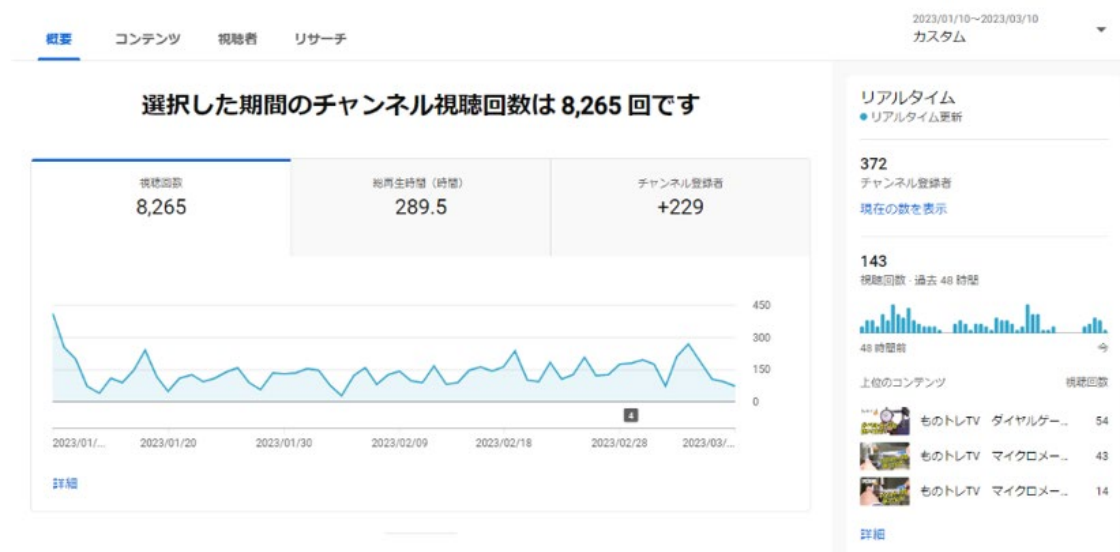 概要 コンテンツ 視聴者 リサーチ
2023/01/10～2023/03/10
カスタム
選択した期間のチャンネル視聴回数は 8,265 回です
視聴回数
8,265
総再生時間（時間）
289.5
チャンネル登録者
+229
450
300
150
0
4
2023/01/... 2023/01/20 2023/01/30 2023/02/09 2023/02/18 2023/02/28 2023/03/...
詳細
リアルタイム
リアルタイム更新
372
チャンネル登録者
現在の数を表示
143
視聴回数 · 過去 48 時間
48 時間前 今
上位のコンテンツ 視聴回数
ものトレTV ダイヤルゲー... 54
ものトレTV マイクロメー... 43
ものトレTV マイクロメー... 14
詳細